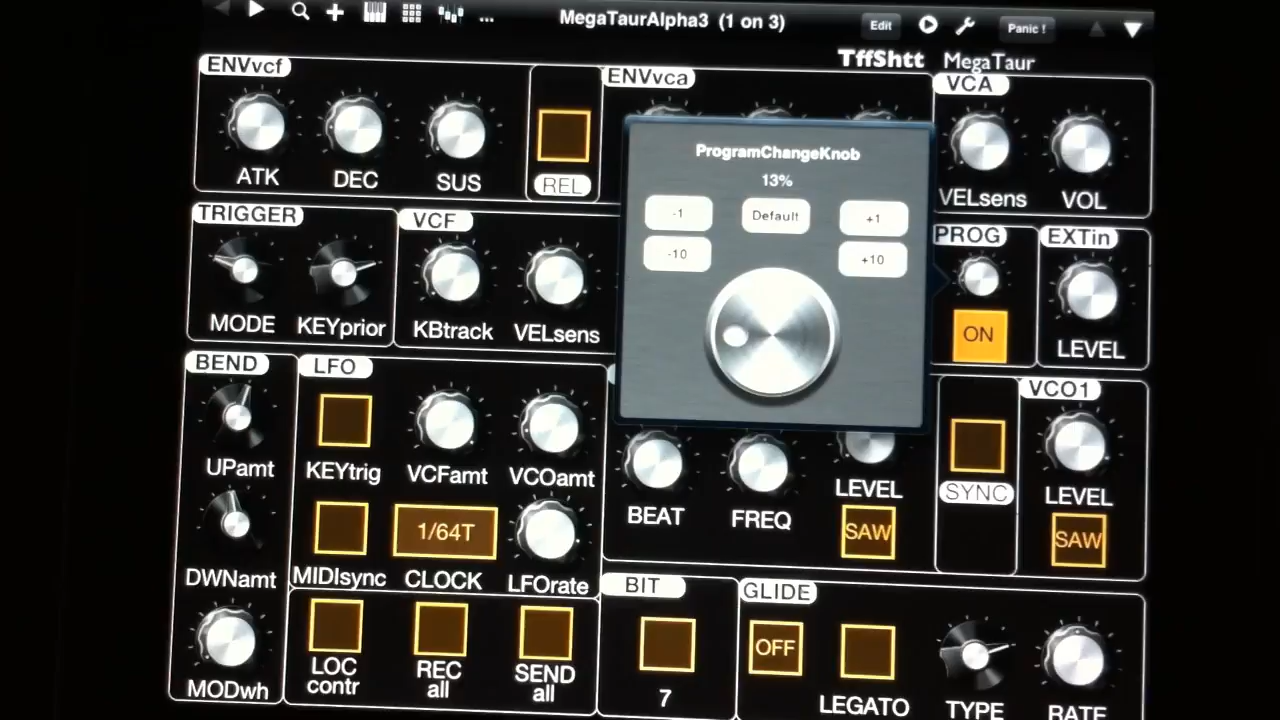 MegaTaurAlpha3 (1 on 3)
Edit
Panic !
TffShtt MegaTaur
ENVvcf
ATK
DEC
SUS
REL
ENVvca
VCA
VELsens
VOL
ProgramChangeKnob
13%
-1
Default
+1
-10
+10
TRIGGER
MODE
KEYprior
VCF
KBtrack
VELsens
PROG
ON
EXTin
LEVEL
BEND
UPamt
DWNamt
MODwh
LFO
KEYtrig
VCFamt
VCOamt
MIDIsync
1/64T
CLOCK
LFOrate
LOC
contr
REC
all
SEND
all
BEAT
FREQ
LEVEL
SAW
SYNC
VCO1
LEVEL
SAW
BIT
7
GLIDE
OFF
LEGATO
TYPE
RATE